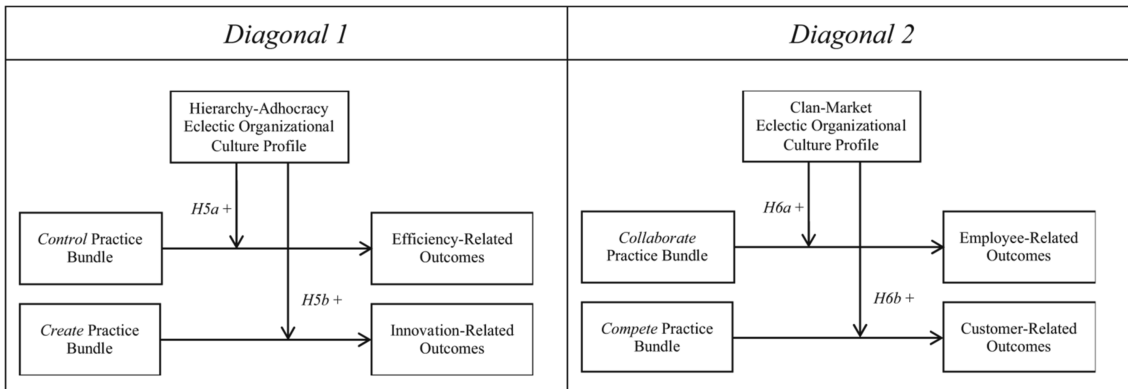 Diagonal 1
Hierarchy-Adhocracy
Eclectic Organizational
Culture Profile
H5a +
Control Practice
Bundle
Efficiency-Related
Outcomes
H5b +
Create Practice
Bundle
Innovation-Related
Outcomes
Diagonal 2
Clan-Market
Eclectic Organizational
Culture Profile
H6a +
Collaborate
Practice Bundle
Employee-Related
Outcomes
H6b +
Compete Practice
Bundle
Customer-Related
Outcomes